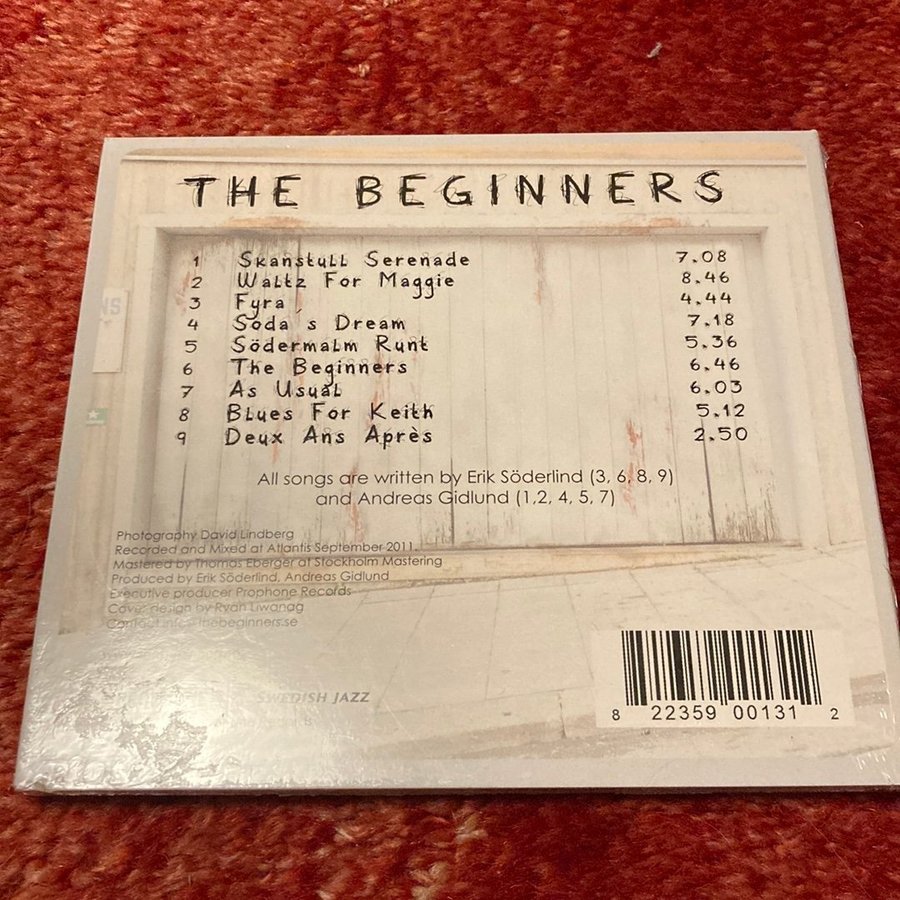 THE BEGINNERS
1 Skanstull Serenade 7.08
2 Waltz For Maggie 8.46
3 Fyra 4.44
4 Soda´s Dream 7.18
5 Södermalm Runt 5.36
6 The Beginners 6.46
7 As Usual 6.03
8 Blues For Keith 5.12
9 Deux Ans Après 2.50
All songs are written by Erik Söderlind (3, 6, 8, 9)
and Andreas Gidlund (1,2, 4, 5, 7)
Photography David Lindberg
Recorded and Mixed at Atlantis September 2011.
Mastered by Thomas Eberger at Stockholm Mastering
Produced by Erik Söderlind, Andreas Gidlund
Executive producer Prophone Records
Cover design by Ryan Liwanag
Contact info@thebeginners.se
SWEDISH JAZZ
8 22359 00131 2